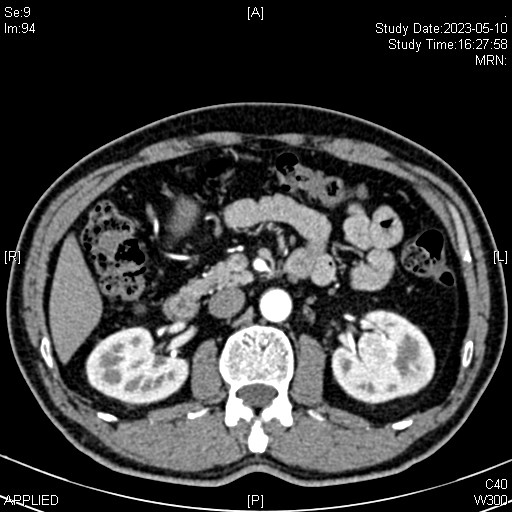 Se:9
Im:94
[A]
.
Study Date:2023-05-10
Study Time:16:27:58
MRN:
[R]
[L]
APPLIED
[P]
C40
W300